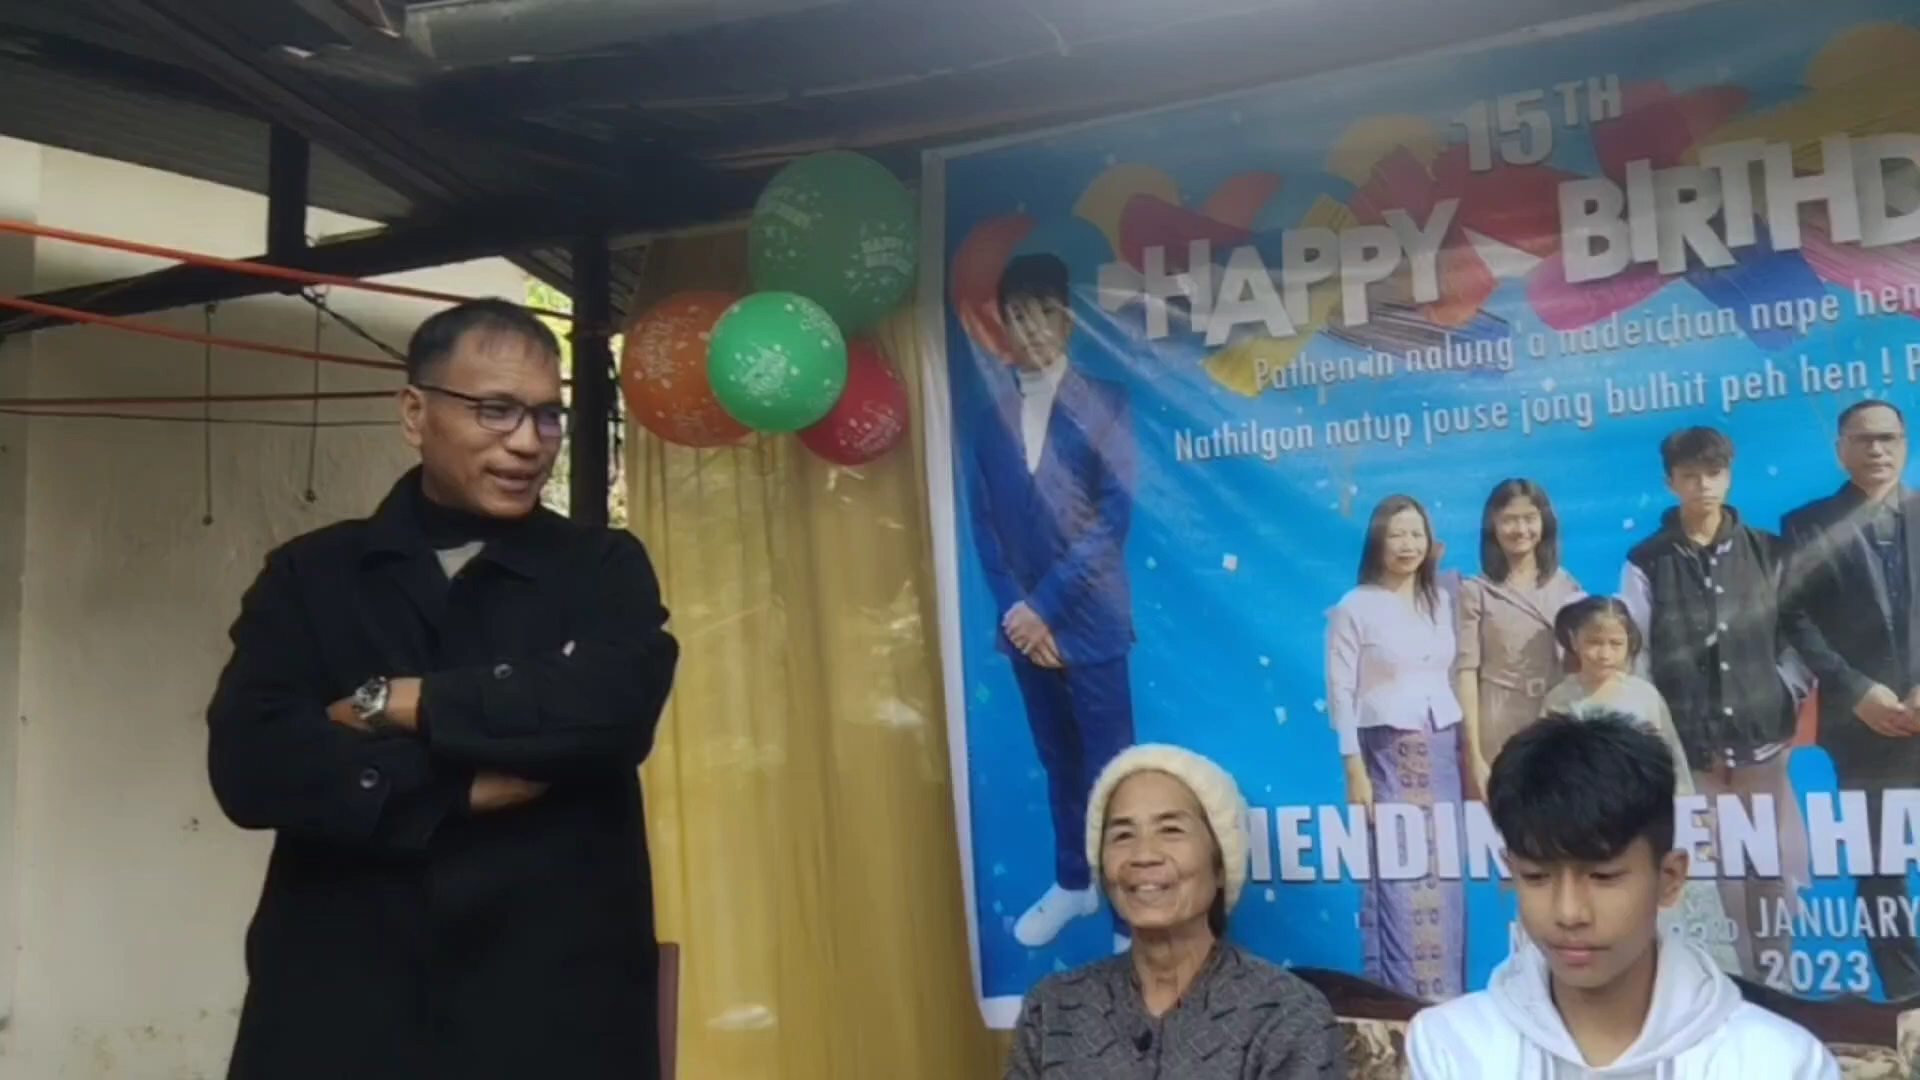 15TH
HAPPY BIRTHD
Pathen in nalung'a nadeichan nape hen
Nathilgon natup jouse jong bulhit peh hen ! P
HENDIN EN HA
JANUARY
2023